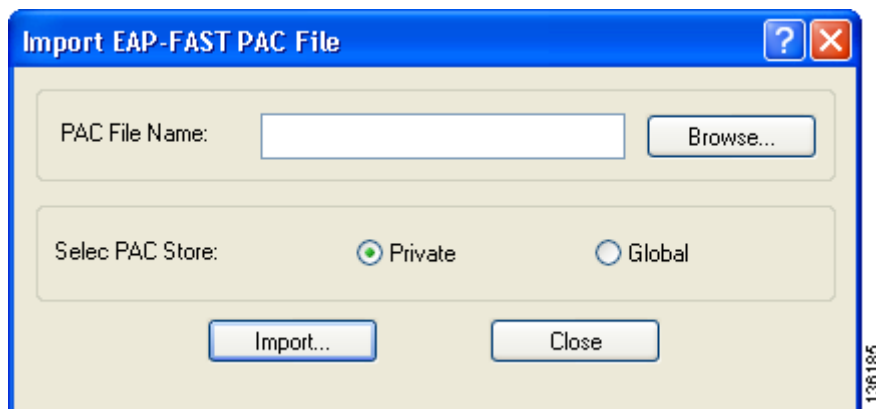 Import EAP-FAST PAC File
?
PAC File Name:
Browse...
Selec PAC Store:
Private
Global
Import...
Close
136185